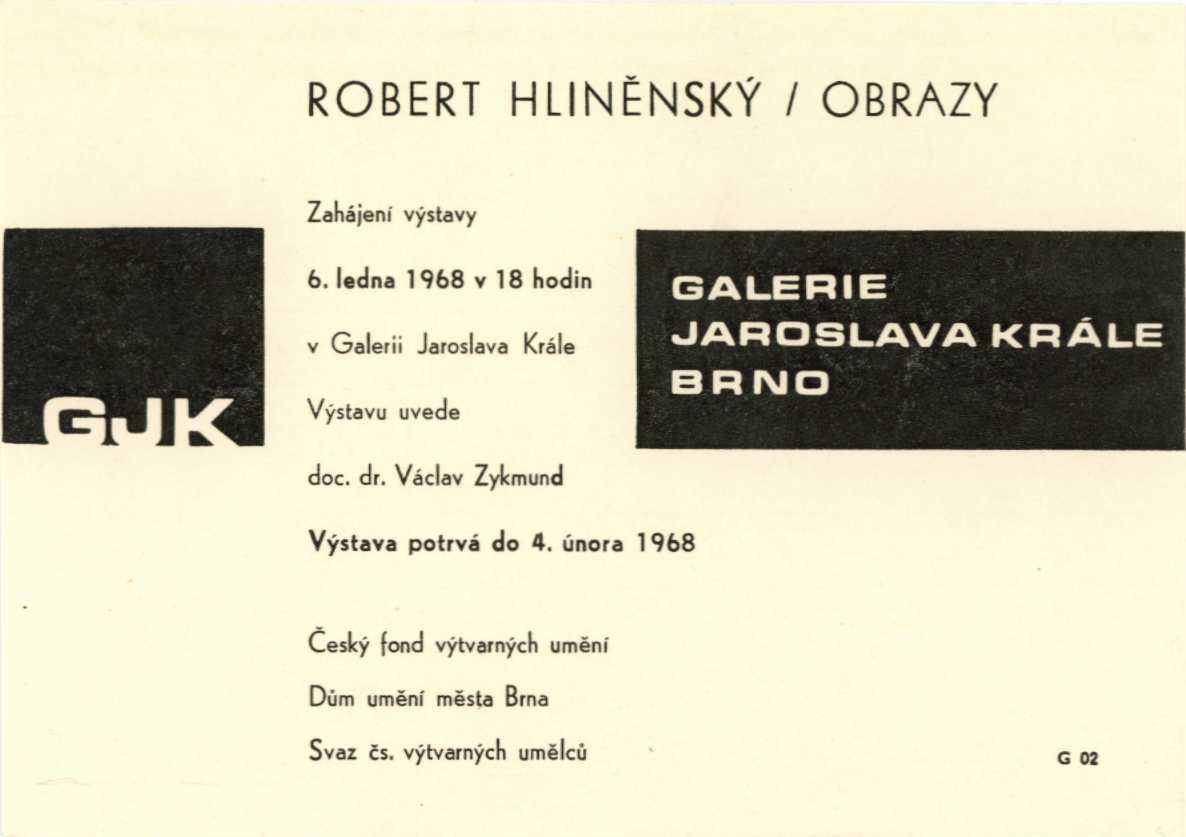 ROBERT HLINĚNSKÝ / OBRAZY
Zahájení výstavy
6. ledna 1968 v 18 hodin
v Galerii Jaroslava Krále
Výstavu uvede
doc. dr. Václav Zykmund
Výstava potrvá do 4. února 1968
GJK
GALERIE
JAROSLAVA KRÁLE
BRNO
Český fond výtvarných umění
Dům umění města Brna
Svaz čs. výtvarných umělců
G 02